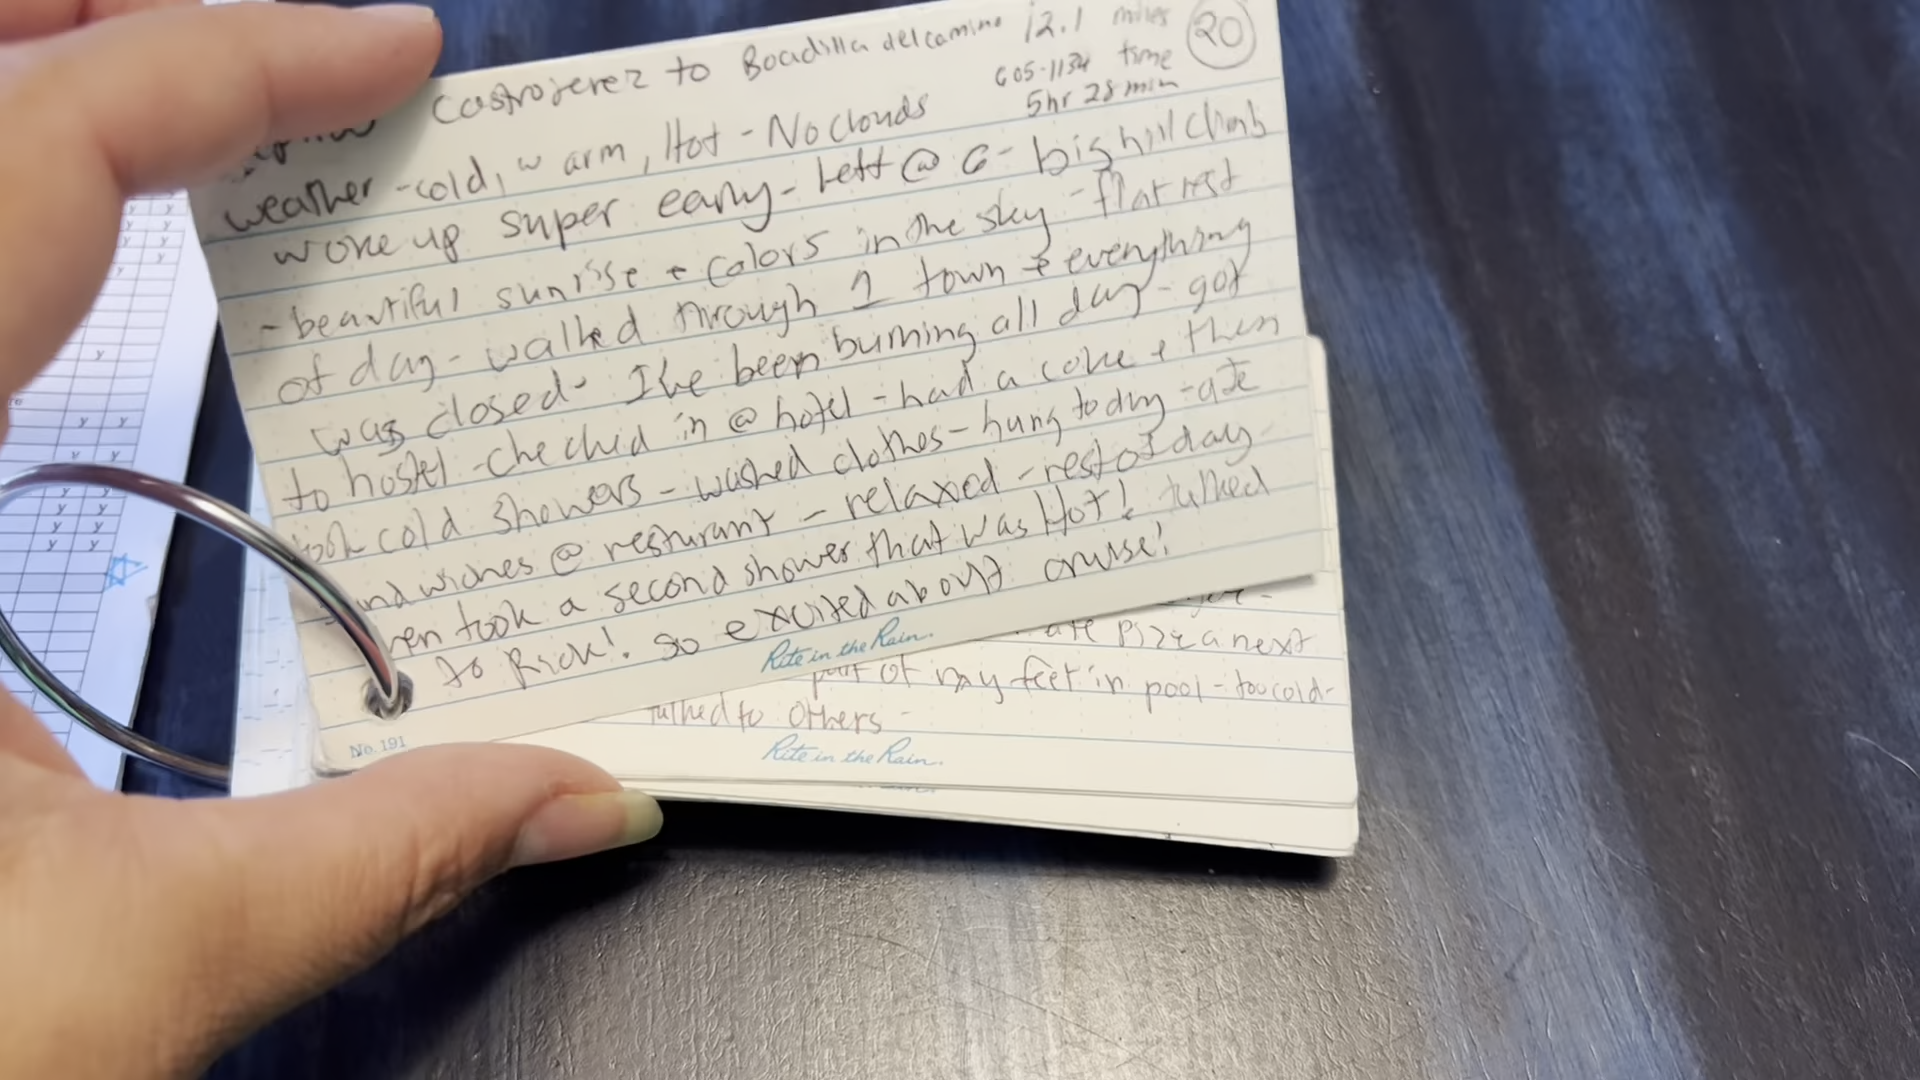 Castrojerez to Boadilla del camino 12.1 miles 20
605-1134 time
5hr 28 min
weather - cold, warm, Hot - No clouds
woke up super early - Left @ 6 - big hill climb
- beautiful sunrise + colors in the sky - flat rest
of day - walked through 1 town + everything
was closed - I've been burning all day - got
to hostel - checked in @ hotel - had a coke + then
took cold showers - washed clothes - hung to dry - ate
sandwiches @ resturant - relaxed - rest of day
then took a second shower that was Hot! talked
to Rick! so excited about cruise!
Rite in the Rain.
No. 191
ate pizza next
part of my feet in pool - too cold -
talked to others -
Rite in the Rain.